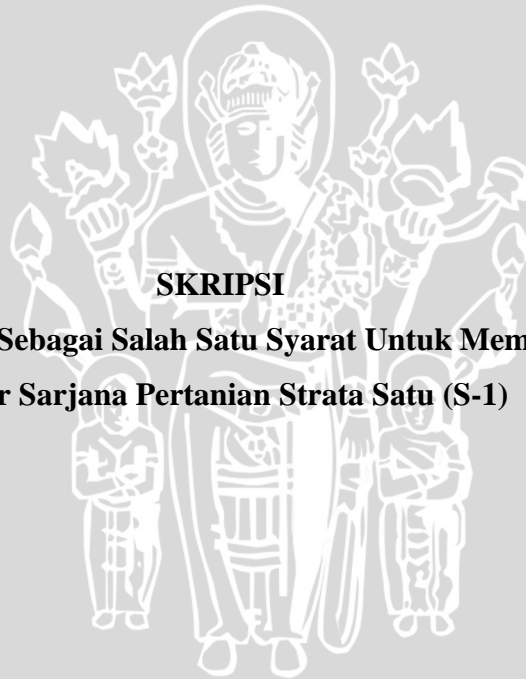 SKRIPSI
Sebagai Salah Satu Syarat Untuk Mem
r Sarjana Pertanian Strata Satu (S-1)